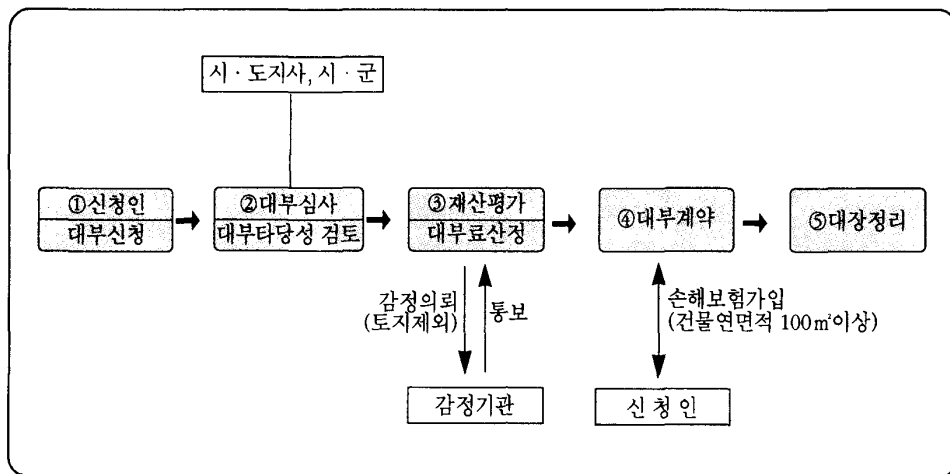 시 · 도지사, 시 · 군
①신청인
대부신청
②대부심사
대부타당성 검토
③재산평가
대부료산정
④대부계약
⑤대장정리
감정의뢰
(토지제외)
통보
손해보험가입
(건물연면적 100㎡이상)
감정기관
신 청 인